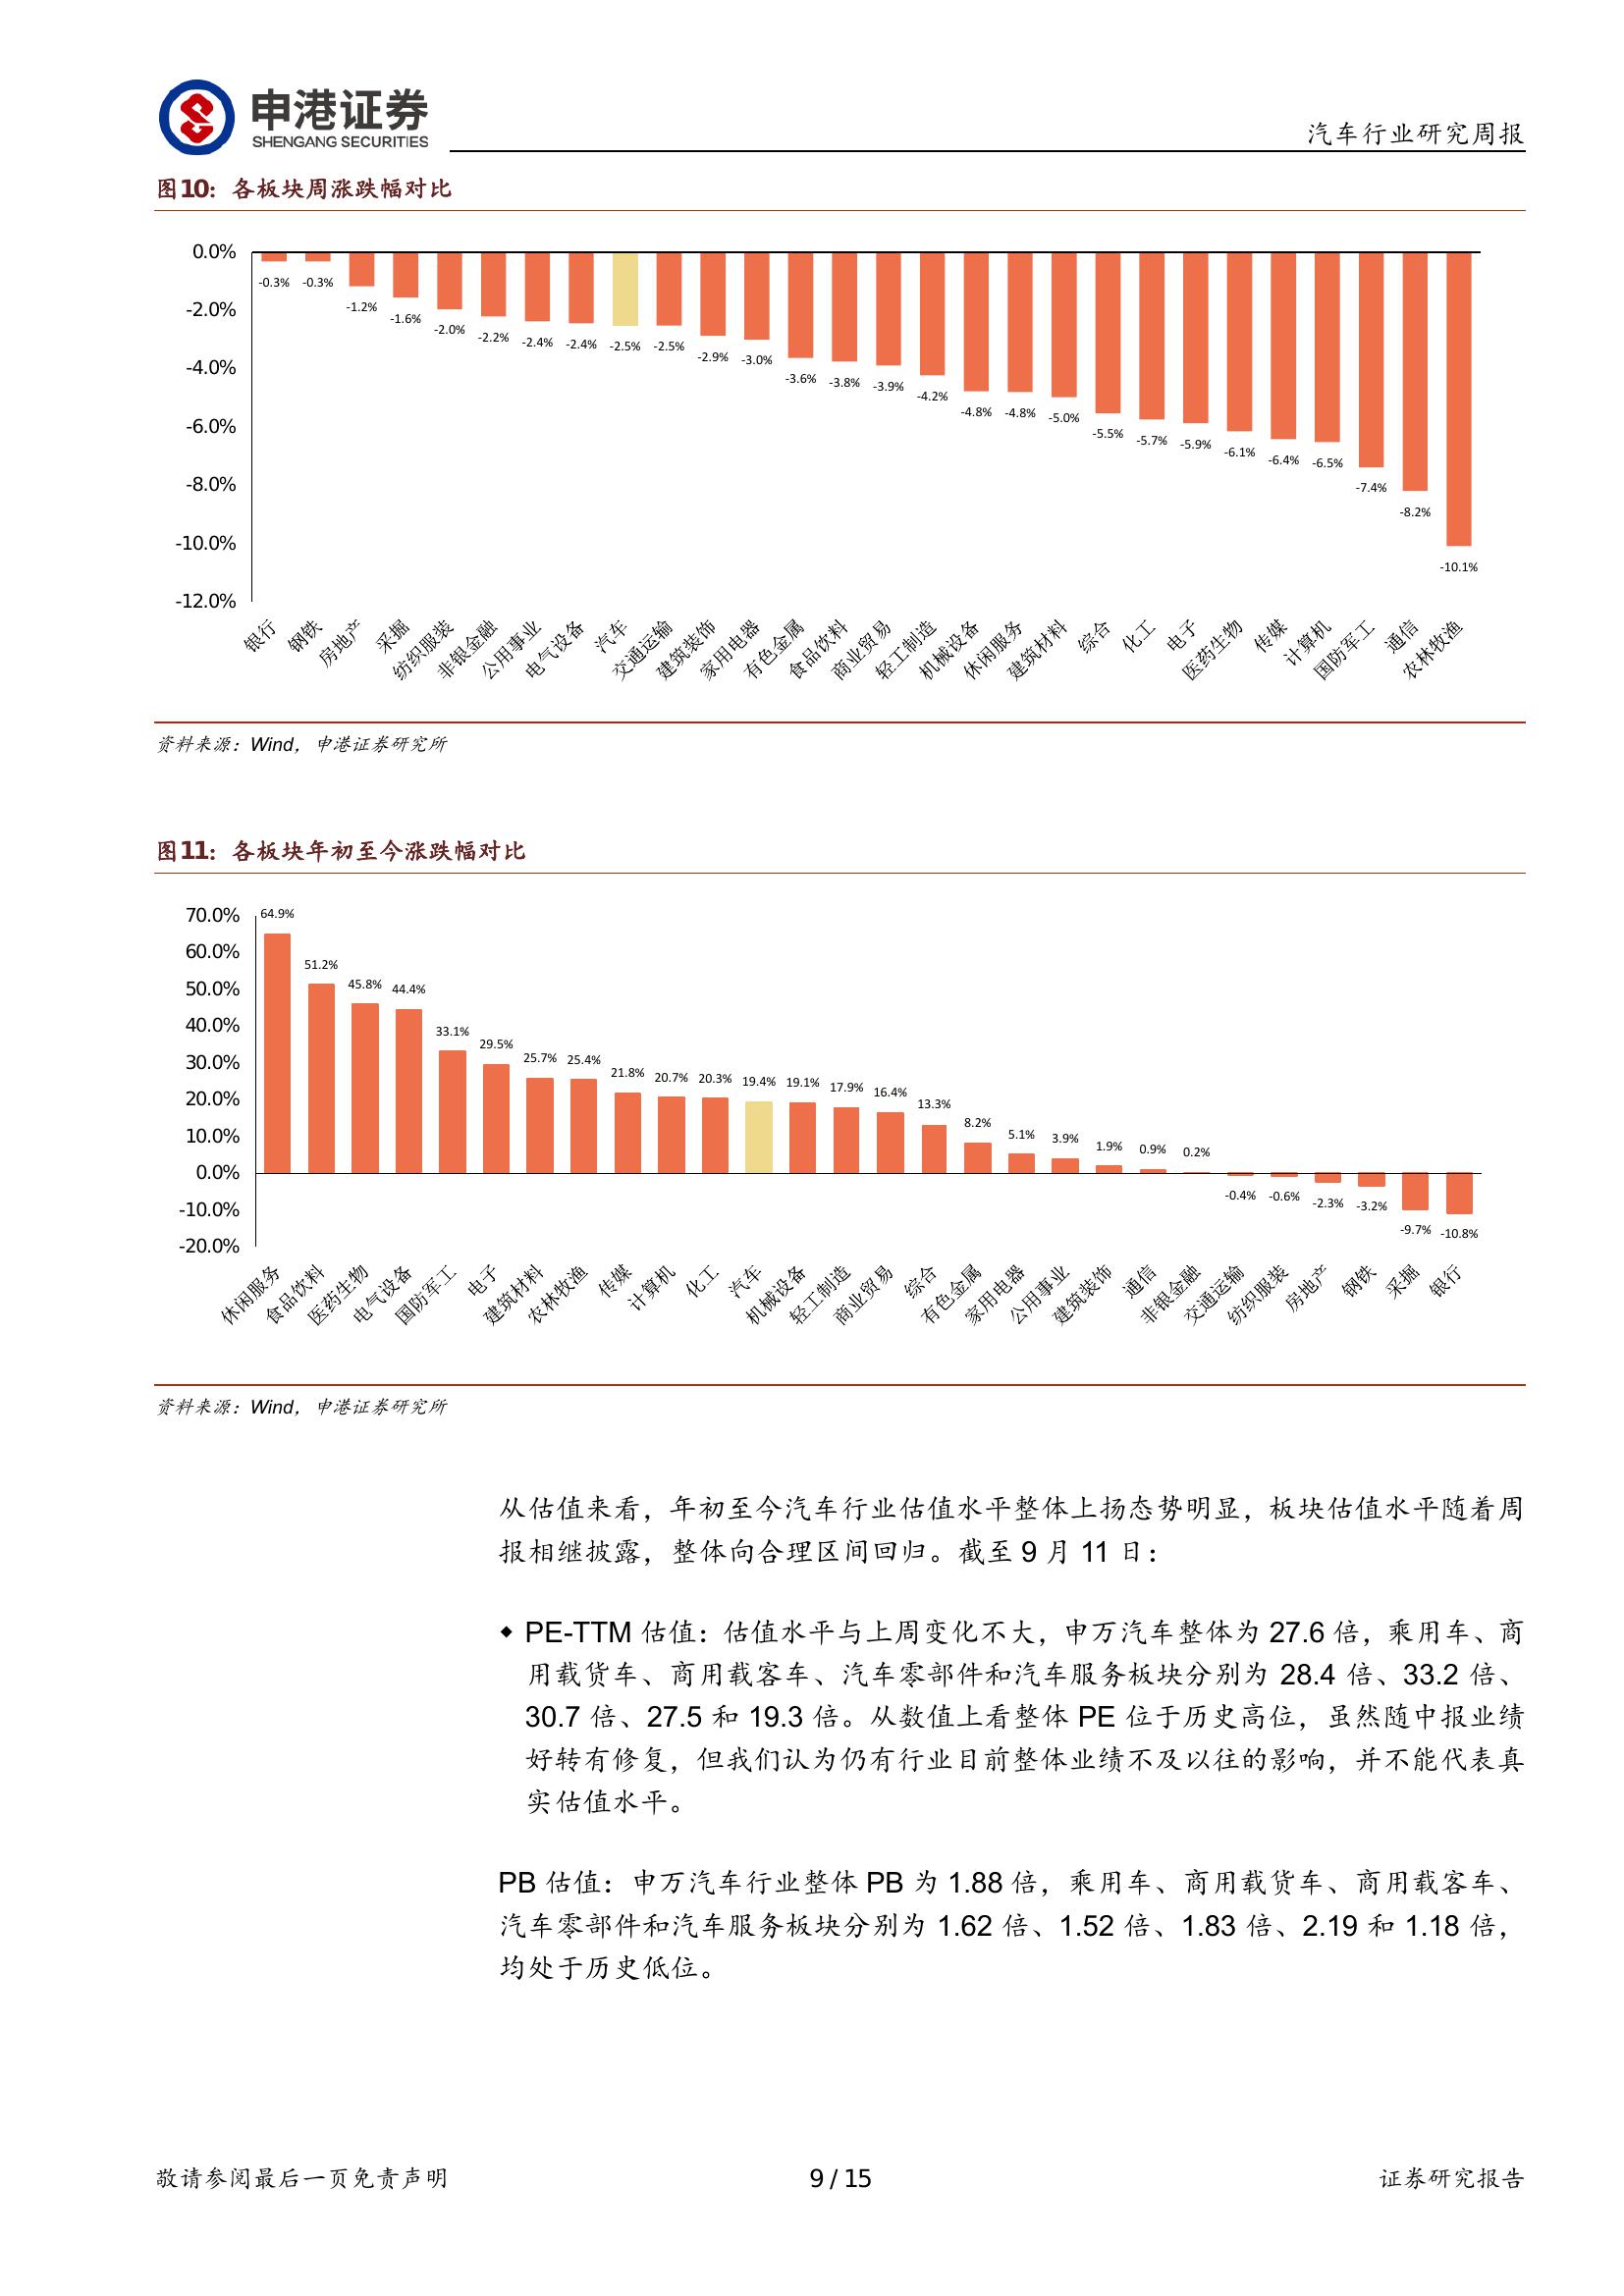 申港证券
SHENGANG SECURITIES
汽车行业研究周报
图10：各板块周涨跌幅对比
0.0%
-2.0%
-4.0%
-6.0%
-8.0%
-10.0%
-12.0%
-0.3% -0.3% -1.2% -1.6% -2.0% -2.2% -2.4% -2.4% -2.5% -2.5% -2.9% -3.0% -3.6% -3.8% -3.9% -4.2% -4.8% -4.8% -5.0% -5.5% -5.7% -5.9% -6.1% -6.4% -6.5% -7.4% -8.2% -10.1%
银行 钢铁 房地产 采掘 纺织服装 非银金融 公用事业 电气设备 汽车 交通运输 建筑装饰 家用电器 有色金属 食品饮料 商业贸易 轻工制造 机械设备 休闲服务 建筑材料 综合 化工 电子 医药生物 传媒 计算机 国防军工 通信 农林牧渔
资料来源：Wind，申港证券研究所
图11：各板块年初至今涨跌幅对比
70.0%
60.0%
50.0%
40.0%
30.0%
20.0%
10.0%
0.0%
-10.0%
-20.0%
64.9% 51.2% 45.8% 44.4% 33.1% 29.5% 25.7% 25.4% 21.8% 20.7% 20.3% 19.4% 19.1% 17.9% 16.4% 13.3% 8.2% 5.1% 3.9% 1.9% 0.9% 0.2% -0.4% -0.6% -2.3% -3.2% -9.7% -10.8%
休闲服务 食品饮料 医药生物 电气设备 国防军工 电子 建筑材料 农林牧渔 传媒 计算机 化工 汽车 机械设备 轻工制造 商业贸易 综合 有色金属 家用电器 公用事业 建筑装饰 通信 非银金融 交通运输 纺织服装 房地产 钢铁 采掘 银行
资料来源：Wind，申港证券研究所
从估值来看，年初至今汽车行业估值水平整体上扬态势明显，板块估值水平随着周
报相继披露，整体向合理区间回归。截至 9 月 11 日：
◆ PE-TTM 估值：估值水平与上周变化不大，申万汽车整体为 27.6 倍，乘用车、商
用载货车、商用载客车、汽车零部件和汽车服务板块分别为 28.4 倍、33.2 倍、
30.7 倍、27.5 和 19.3 倍。从数值上看整体 PE 位于历史高位，虽然随中报业绩
好转有修复，但我们认为仍有行业目前整体业绩不及以往的影响，并不能代表真
实估值水平。
PB 估值：申万汽车行业整体 PB 为 1.88 倍，乘用车、商用载货车、商用载客车、
汽车零部件和汽车服务板块分别为 1.62 倍、1.52 倍、1.83 倍、2.19 和 1.18 倍，
均处于历史低位。
敬请参阅最后一页免责声明
9 / 15
证券研究报告